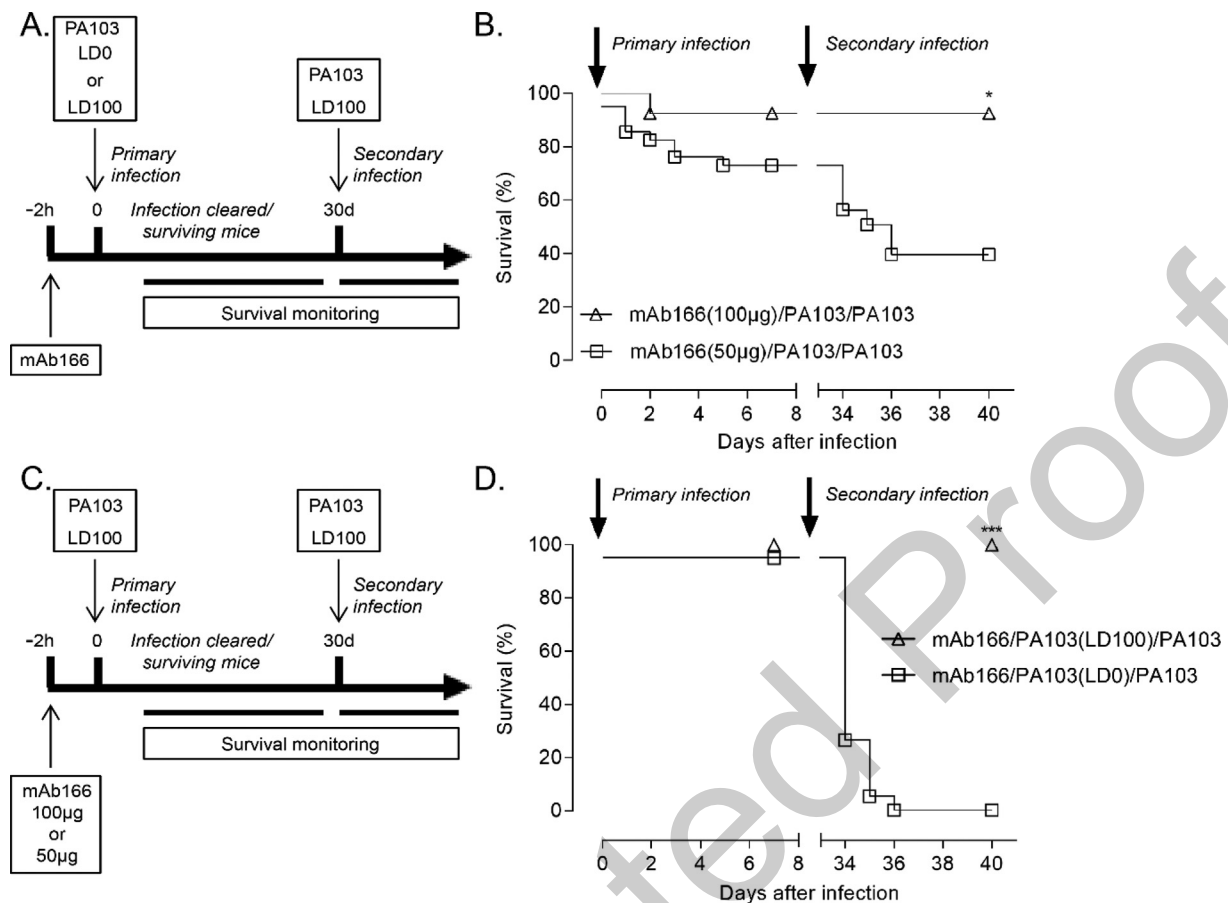 A.
PA103
LD0
or
LD100
PA103
LD100
Primary
infection
Secondary
infection
-2h
0
Infection cleared/
surviving mice
30d
Survival monitoring
mAb166
B.
Primary infection
Secondary infection
*
100
80
60
40
20
0
Survival (%)
mAb166(100µg)/PA103/PA103
mAb166(50µg)/PA103/PA103
0 2 4 6 8 34 36 38 40
Days after infection
C.
PA103
LD100
PA103
LD100
Primary
infection
Secondary
infection
-2h
0
Infection cleared/
surviving mice
30d
Survival monitoring
mAb166
100µg
or
50µg
D.
Primary infection
Secondary infection
***
100
80
60
40
20
0
Survival (%)
mAb166/PA103(LD100)/PA103
mAb166/PA103(LD0)/PA103
0 2 4 6 8 34 36 38 40
Days after infection
ted Proof